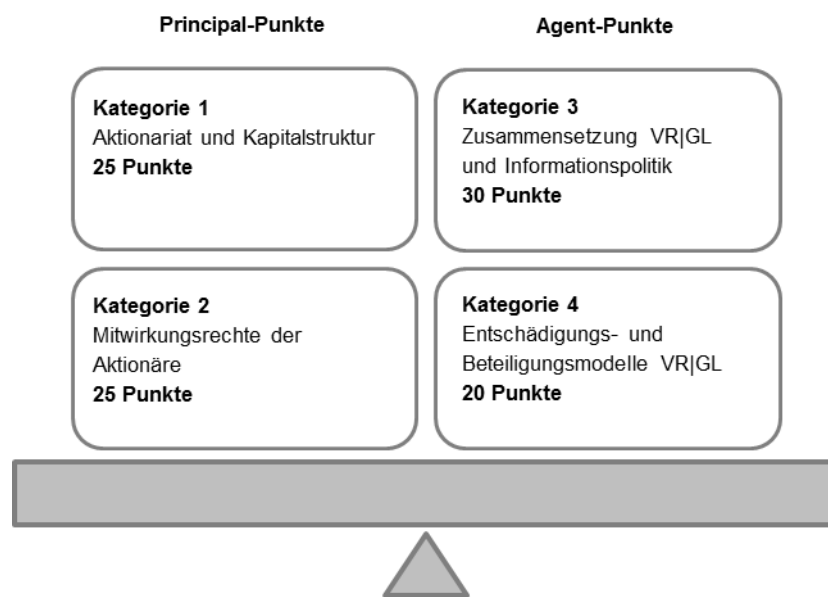 Principal-Punkte
Agent-Punkte
Kategorie 1
Aktionariat und Kapitalstruktur
25 Punkte
Kategorie 3
Zusammensetzung VR|GL
und Informationspolitik
30 Punkte
Kategorie 2
Mitwirkungsrechte der
Aktionäre
25 Punkte
Kategorie 4
Entschädigungs- und
Beteiligungsmodelle VR|GL
20 Punkte